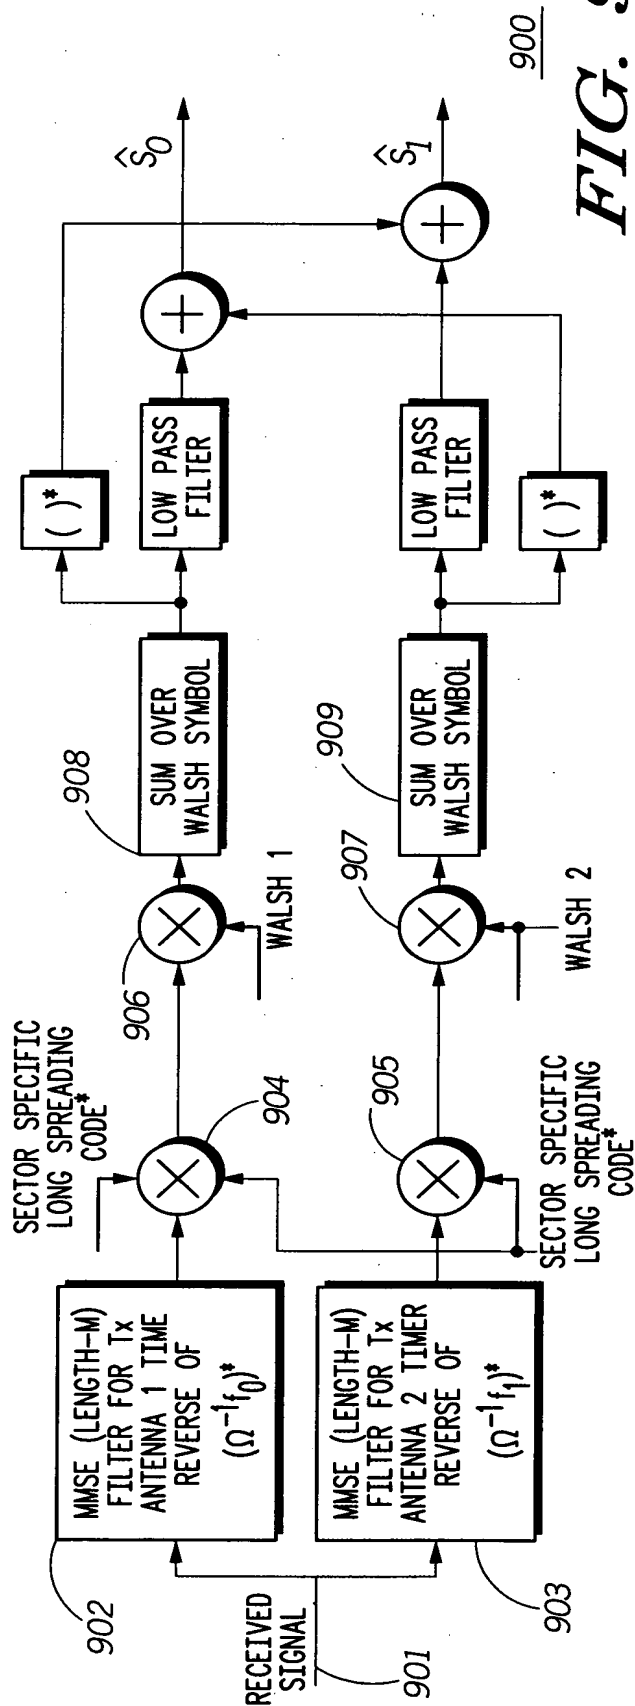 RECEIVED
SIGNAL
901
902
MMSE (LENGTH-M)
FILTER FOR Tx
ANTENNA 1 TIME
REVERSE OF
(Ω⁻¹f₀)*
903
MMSE (LENGTH-M)
FILTER FOR Tx
ANTENNA 2 TIMER
REVERSE OF
(Ω⁻¹f₁)*
SECTOR SPECIFIC
LONG SPREADING
CODE*
904
905
SECTOR SPECIFIC
LONG SPREADING
CODE*
906
WALSH 1
907
WALSH 2
908
SUM OVER
WALSH SYMBOL
909
SUM OVER
WALSH SYMBOL
( )*
LOW PASS
FILTER
LOW PASS
FILTER
( )*
Ŝ₀
Ŝ₁
900
FIG.